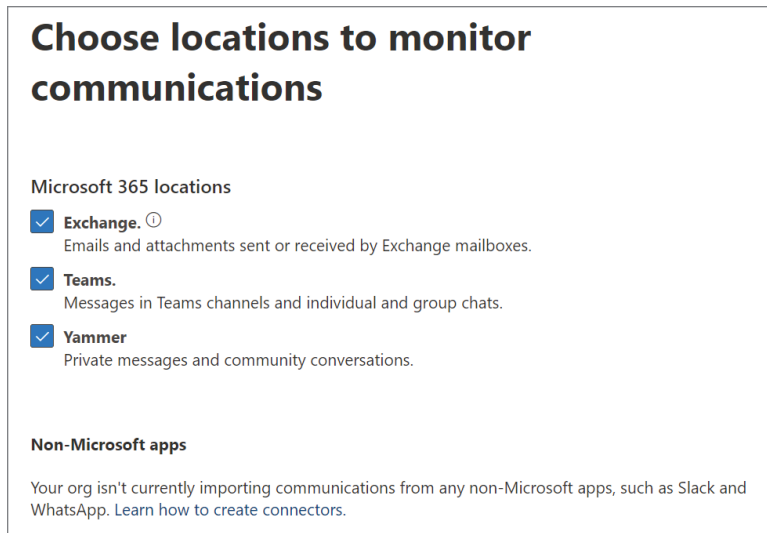 Choose locations to monitor
communications
Microsoft 365 locations
Exchange.
Emails and attachments sent or received by Exchange mailboxes.
Teams.
Messages in Teams channels and individual and group chats.
Yammer
Private messages and community conversations.
Non-Microsoft apps
Your org isn't currently importing communications from any non-Microsoft apps, such as Slack and
WhatsApp. Learn how to create connectors.